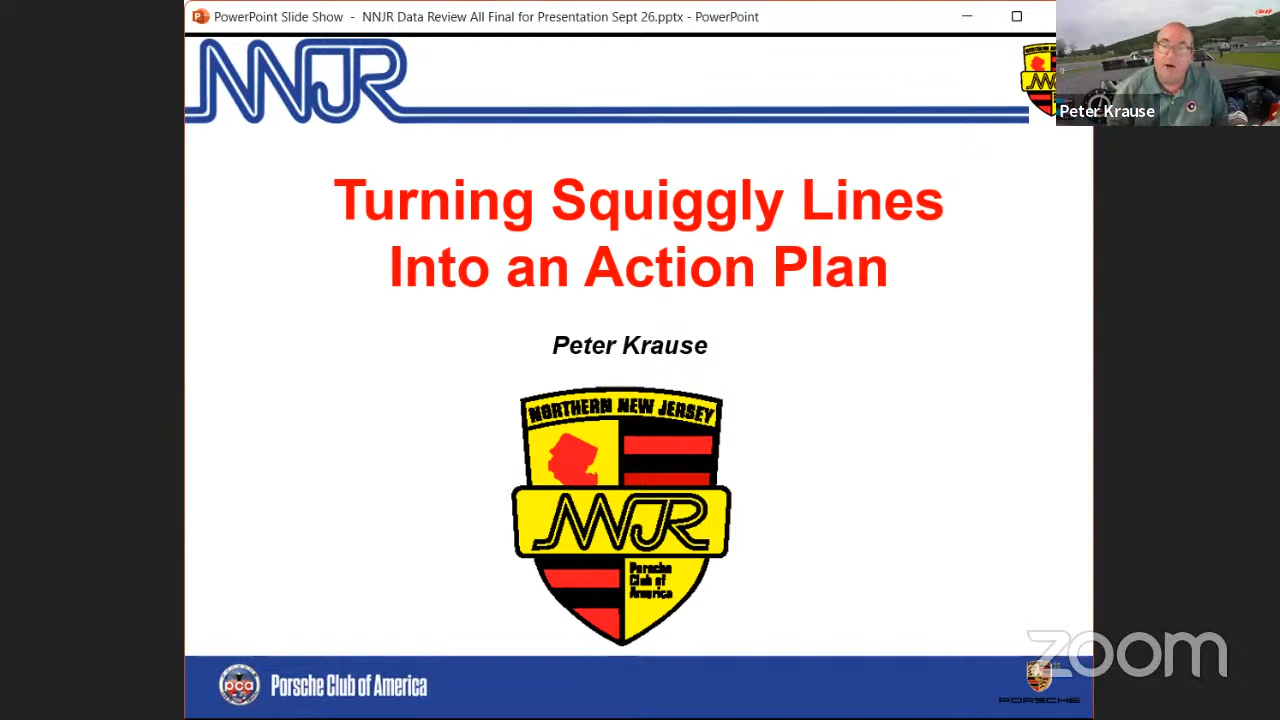 PowerPoint Slide Show - NNJR Data Review All Final for Presentation Sept 26.pptx - PowerPoint
NNJR
Peter Krause
Turning Squiggly Lines
Into an Action Plan
Peter Krause
NORTHERN NEW JERSEY
NNJR
Porsche
Club of
America
zoom
pca
Porsche Club of America
PORSCHE